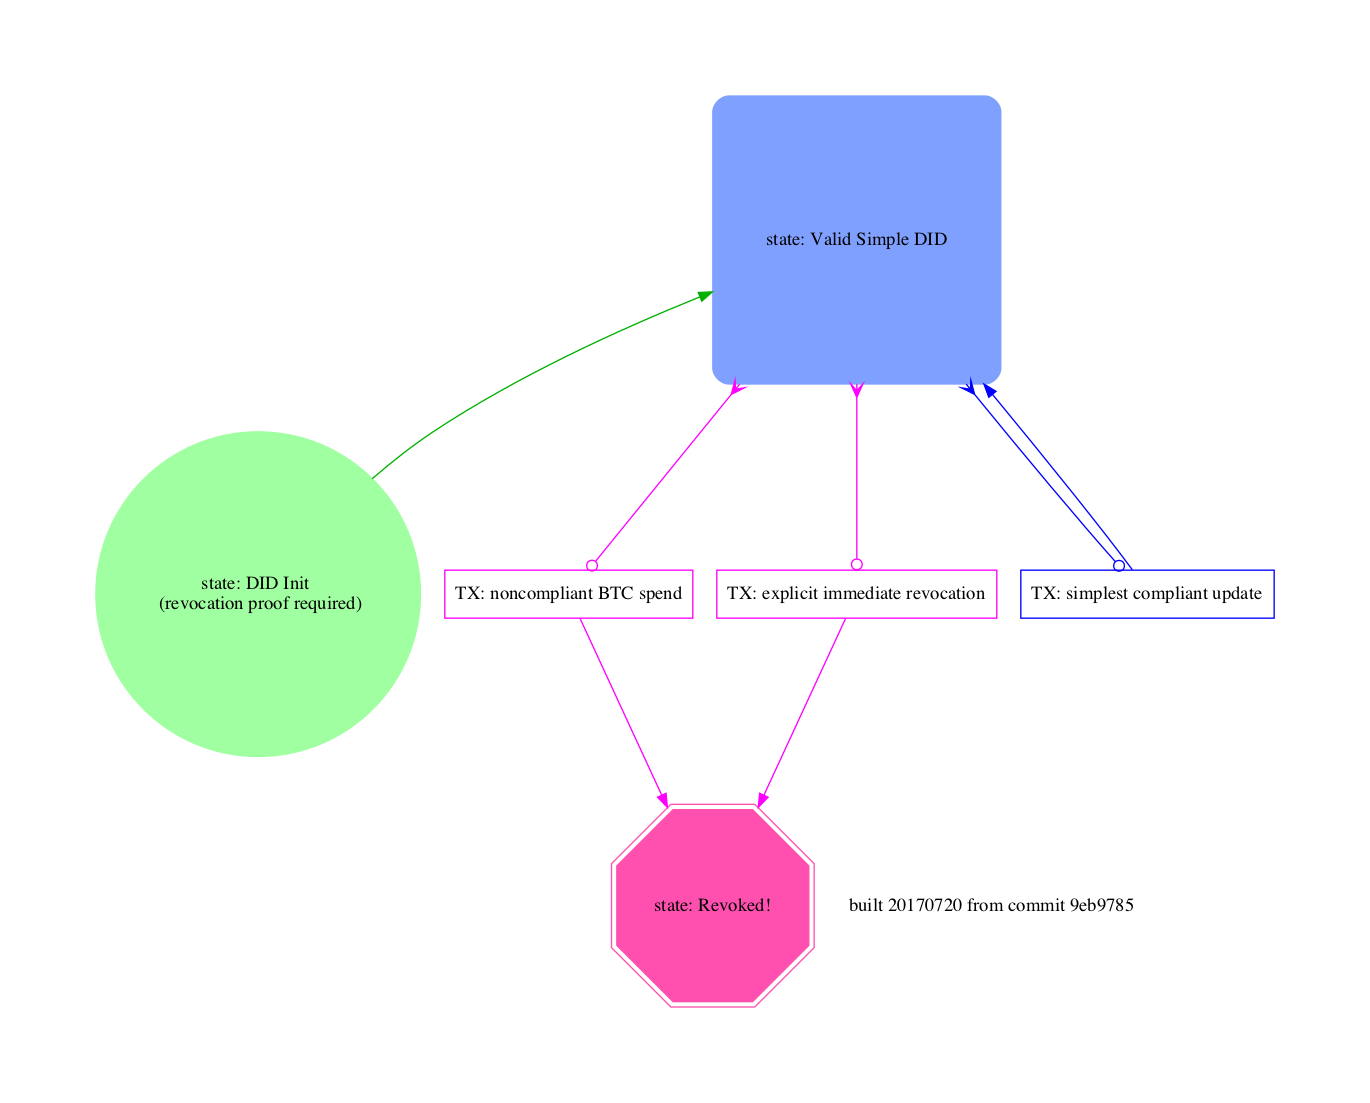 state: Valid Simple DID
state: DID Init
(revocation proof required)
TX: noncompliant BTC spend
TX: explicit immediate revocation
TX: simplest compliant update
state: Revoked!
built 20170720 from commit 9eb9785